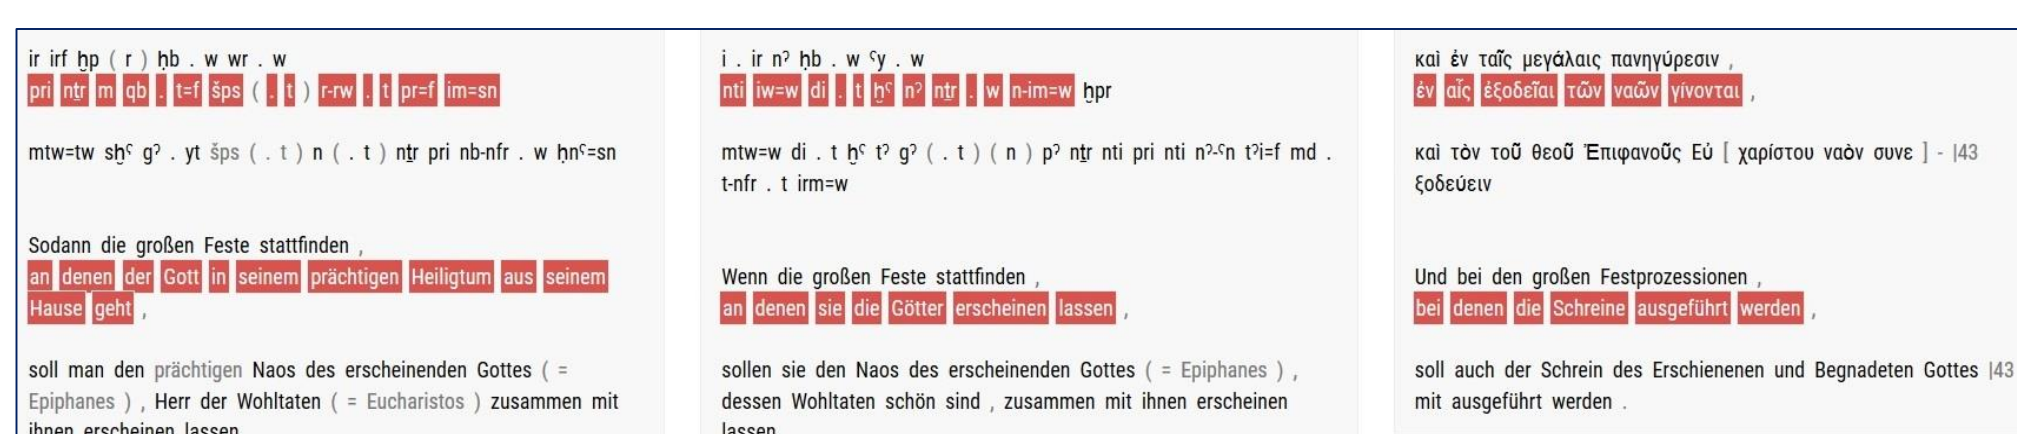 ir irf ḫp ( r ) ḥb . w wr . w
pri nṯr m qb . t=f šps ( . t ) r-rw . t pr=f im=sn
mtw=tw sḫꜥ gꜣ . yt šps ( . t ) n ( . t ) nṯr pri nb-nfr . w ḥnꜥ=sn
Sodann die großen Feste stattfinden ,
an denen der Gott in seinem prächtigen Heiligtum aus seinem
Hause geht ,
soll man den prächtigen Naos des erscheinenden Gottes ( =
Epiphanes ) , Herr der Wohltaten ( = Eucharistos ) zusammen mit
ihnen erscheinen lassen
i . ir nꜣ ḥb . w ꜥy . w
nti iw=w di . t ḫꜥ nꜣ nṯr . w n-im=w ḫpr
mtw=w di . t ḫꜥ tꜣ gꜣ ( . t ) ( n ) pꜣ nṯr nti pri nti nꜣ-ꜥn tꜣi=f md .
t-nfr . t irm=w
Wenn die großen Feste stattfinden ,
an denen sie die Götter erscheinen lassen ,
sollen sie den Naos des erscheinenden Gottes ( = Epiphanes ) ,
dessen Wohltaten schön sind , zusammen mit ihnen erscheinen
lassen
καὶ ἐν ταῖς μεγάλαις πανηγύρεσιν ,
ἐν αἷς ἐξοδεῖαι τῶν ναῶν γίνονται ,
καὶ τὸν τοῦ θεοῦ Ἐπιφανοῦς Εὐ [ χαρίστου ναὸν συνε ] - |43
ξοδεύειν
Und bei den großen Festprozessionen ,
bei denen die Schreine ausgeführt werden ,
soll auch der Schrein des Erschienenen und Begnadeten Gottes |43
mit ausgeführt werden .